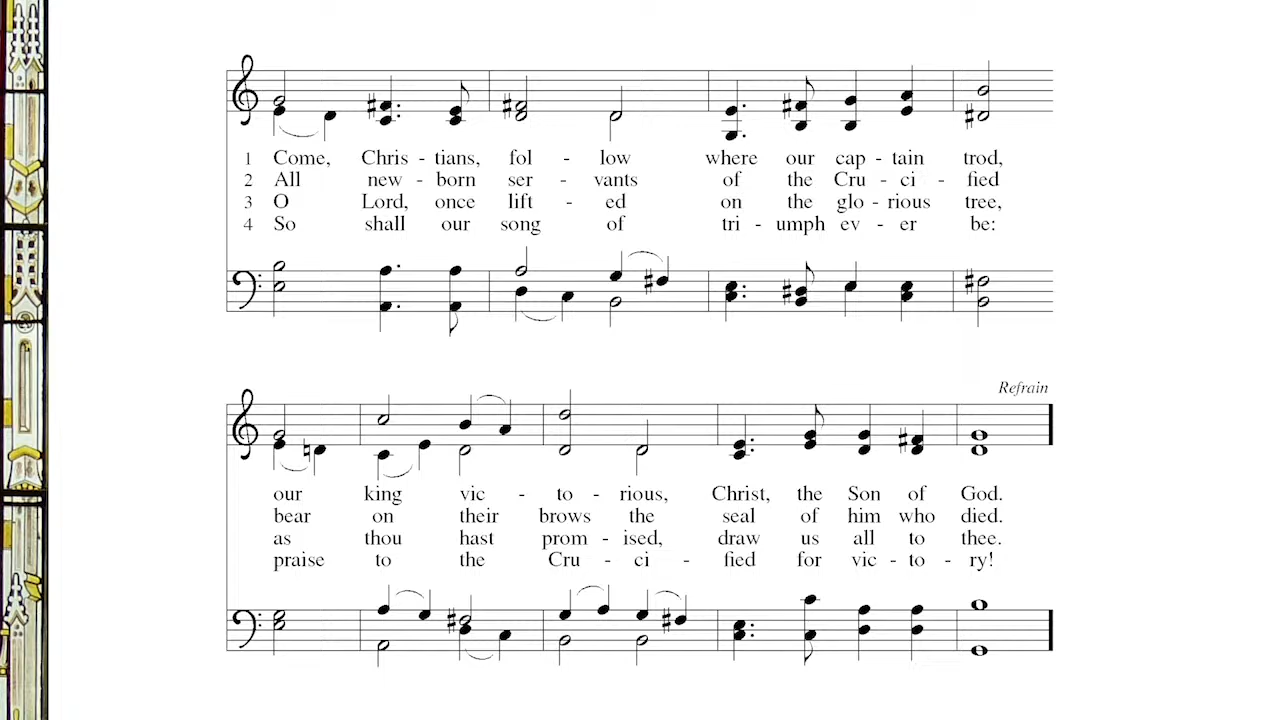 1 Come, Chris - tians, fol - low where our cap - tain trod,
2 All new - born ser - vants of the Cru - ci - fied
3 O Lord, once lift - ed on the glo - rious tree,
4 So shall our song of tri - umph ev - er be:
Refrain
our king vic - to - rious, Christ, the Son of God.
bear on their brows the seal of him who died.
as thou hast prom - ised, draw us all to thee.
praise to the Cru - ci - fied for vic - to - ry!